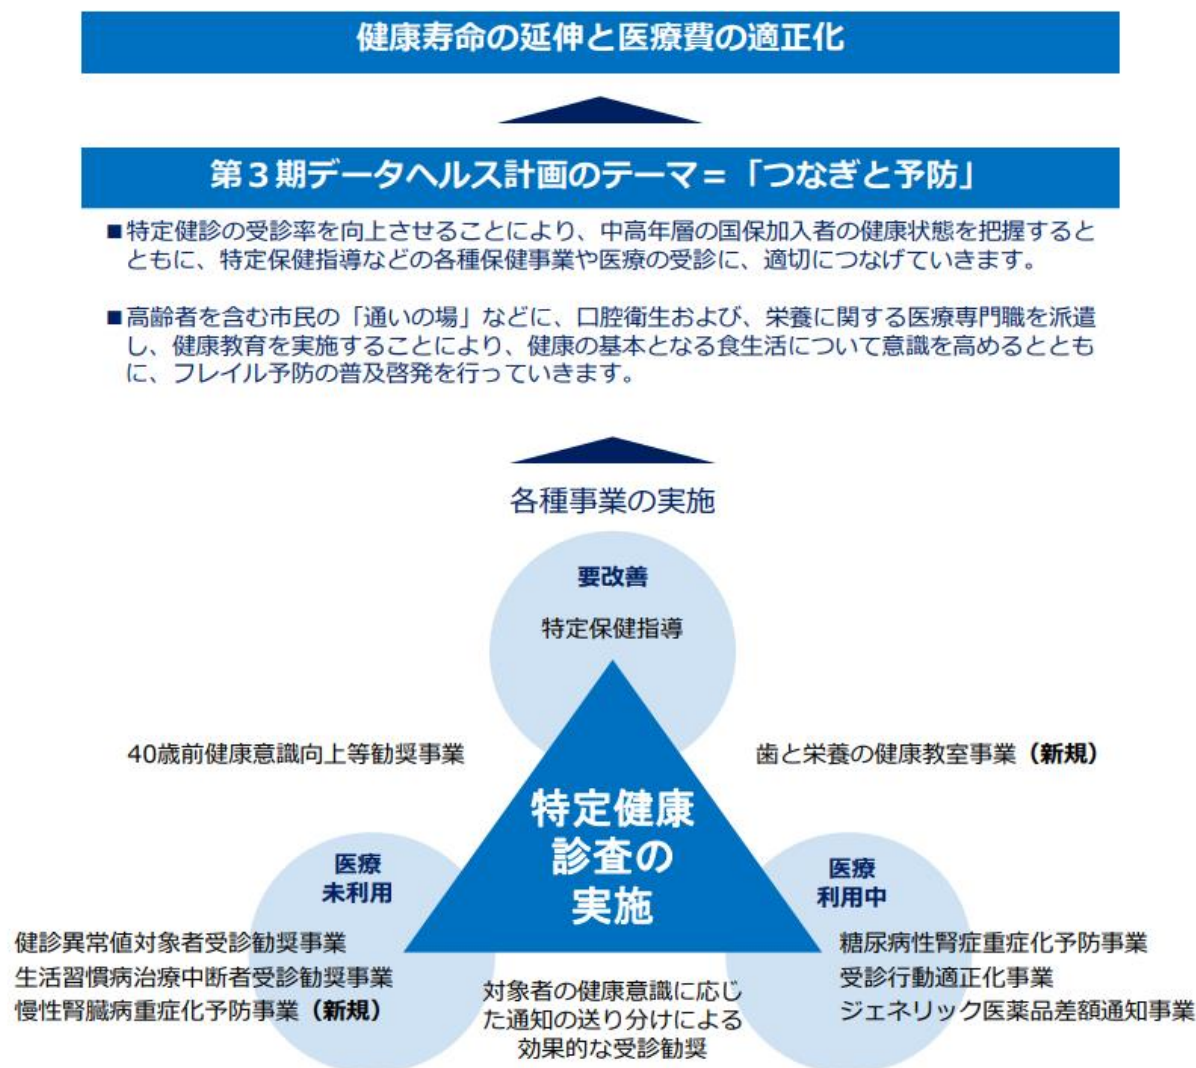 健康寿命の延伸と医療費の適正化
第３期データヘルス計画のテーマ＝「つなぎと予防」
■特定健診の受診率を向上させることにより、中高年層の国保加入者の健康状態を把握すると
ともに、特定保健指導などの各種保健事業や医療の受診に、適切につなげていきます。
■高齢者を含む市民の「通いの場」などに、口腔衛生および、栄養に関する医療専門職を派遣
し、健康教育を実施することにより、健康の基本となる食生活について意識を高めるととも
に、フレイル予防の普及啓発を行っていきます。
各種事業の実施
要改善
特定保健指導
40歳前健康意識向上等勧奨事業
歯と栄養の健康教室事業（新規）
特定健康
診査の
実施
医療
未利用
健診異常値対象者受診勧奨事業
生活習慣病治療中断者受診勧奨事業
慢性腎臓病重症化予防事業（新規）
医療
利用中
糖尿病性腎症重症化予防事業
受診行動適正化事業
ジェネリック医薬品差額通知事業
対象者の健康意識に応じ
た通知の送り分けによる
効果的な受診勧奨